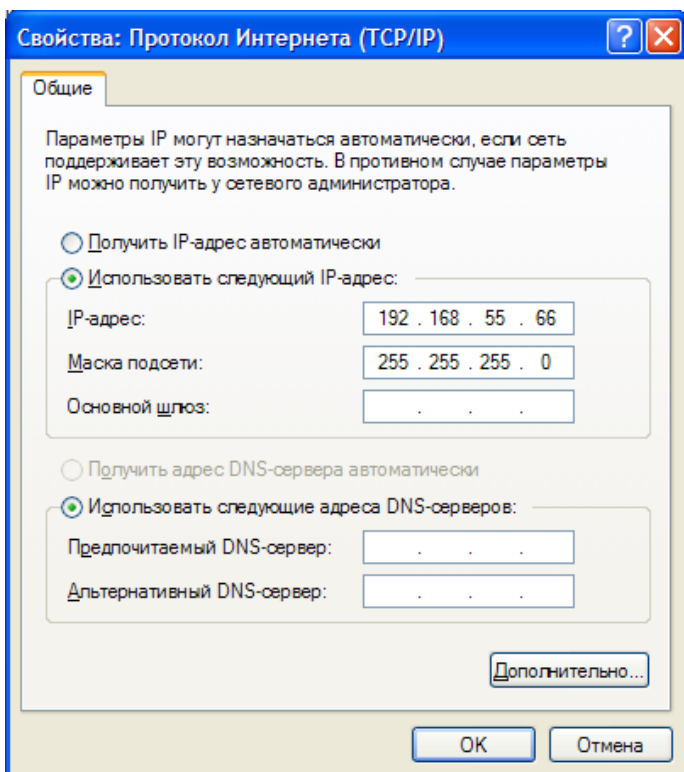 Свойства: Протокол Интернета (TCP/IP)
Общие
Параметры IP могут назначаться автоматически, если сеть
поддерживает эту возможность. В противном случае параметры
IP можно получить у сетевого администратора.
Получить IP-адрес автоматически
Использовать следующий IP-адрес:
IP-адрес: 192 . 168 . 55 . 66
Маска подсети: 255 . 255 . 255 . 0
Основной шлюз: . . .
Получить адрес DNS-сервера автоматически
Использовать следующие адреса DNS-серверов:
Предпочитаемый DNS-сервер: . . .
Альтернативный DNS-сервер: . . .
Дополнительно...
OK Отмена